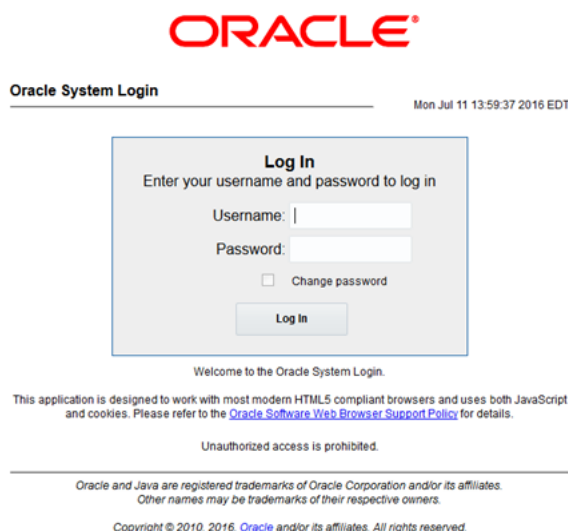 ORACLE®
Oracle System Login
Mon Jul 11 13:59:37 2016 EDT
Log In
Enter your username and password to log in
Username:
Password:
Change password
Log In
Welcome to the Oracle System Login.
This application is designed to work with most modern HTML5 compliant browsers and uses both JavaScript
and cookies. Please refer to the Oracle Software Web Browser Support Policy for details.
Unauthorized access is prohibited.
Oracle and Java are registered trademarks of Oracle Corporation and/or its affiliates.
Other names may be trademarks of their respective owners.
Copyright © 2010, 2016, Oracle and/or its affiliates. All rights reserved.